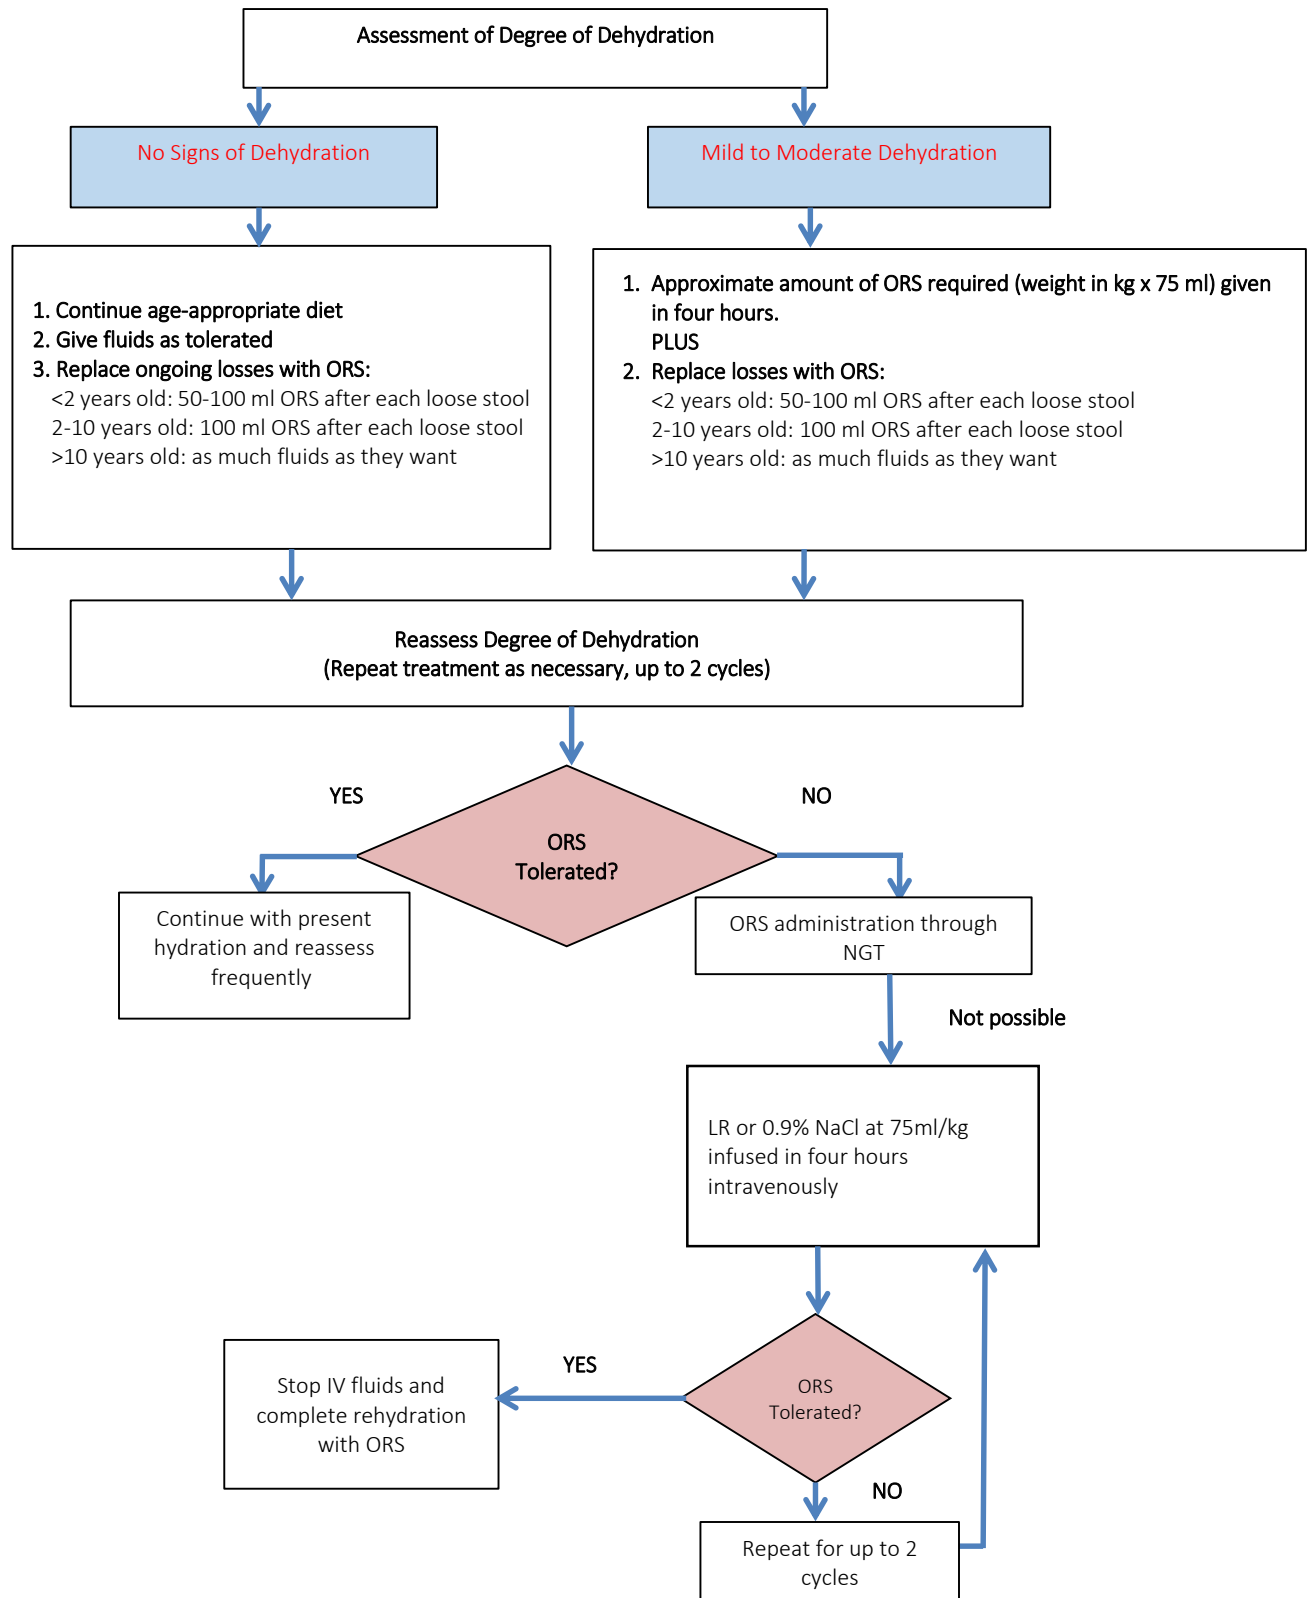 Assessment of Degree of Dehydration
No Signs of Dehydration
Mild to Moderate Dehydration
1. Continue age-appropriate diet
2. Give fluids as tolerated
3. Replace ongoing losses with ORS:
<2 years old: 50-100 ml ORS after each loose stool
2-10 years old: 100 ml ORS after each loose stool
>10 years old: as much fluids as they want
1. Approximate amount of ORS required (weight in kg x 75 ml) given
in four hours.
PLUS
2. Replace losses with ORS:
<2 years old: 50-100 ml ORS after each loose stool
2-10 years old: 100 ml ORS after each loose stool
>10 years old: as much fluids as they want
Reassess Degree of Dehydration
(Repeat treatment as necessary, up to 2 cycles)
YES
NO
ORS
Tolerated?
Continue with present
hydration and reassess
frequently
ORS administration through
NGT
Not possible
LR or 0.9% NaCl at 75ml/kg
infused in four hours
intravenously
YES
ORS
Tolerated?
Stop IV fluids and
complete rehydration
with ORS
NO
Repeat for up to 2
cycles